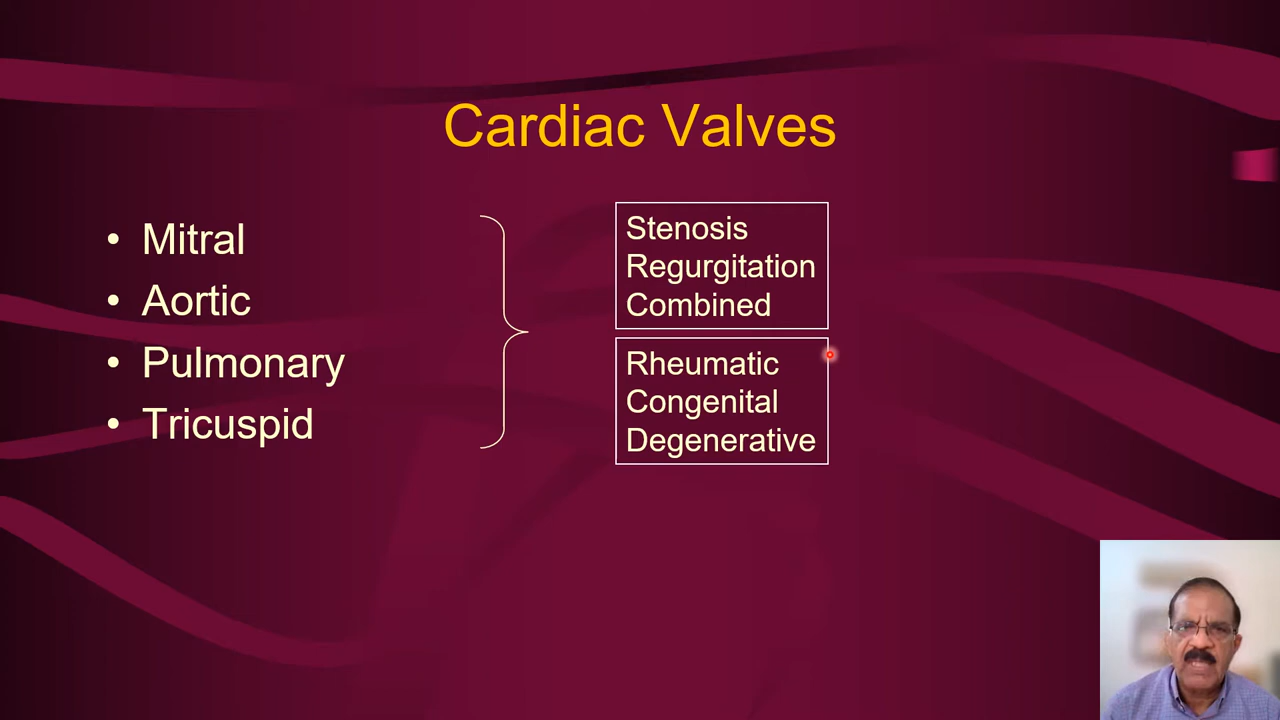 Cardiac Valves
• Mitral
• Aortic
• Pulmonary
• Tricuspid
Stenosis
Regurgitation
Combined
Rheumatic
Congenital
Degenerative